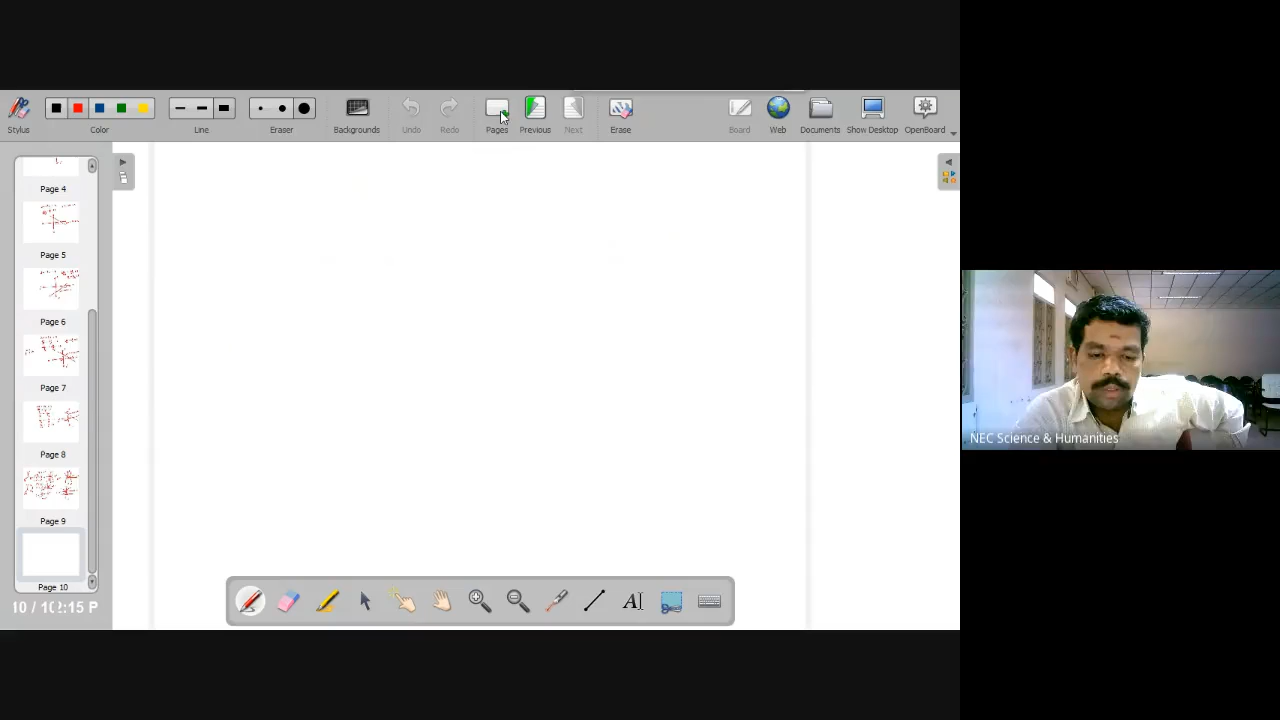 Stylus
Color
Line
Eraser
Backgrounds
Undo
Redo
Pages
Previous
Next
Erase
Board
Web
Documents
Show Desktop
OpenBoard
Page 4
Page 5
Page 6
Page 7
Page 8
Page 9
Page 10
A
NEC Science & Humanities